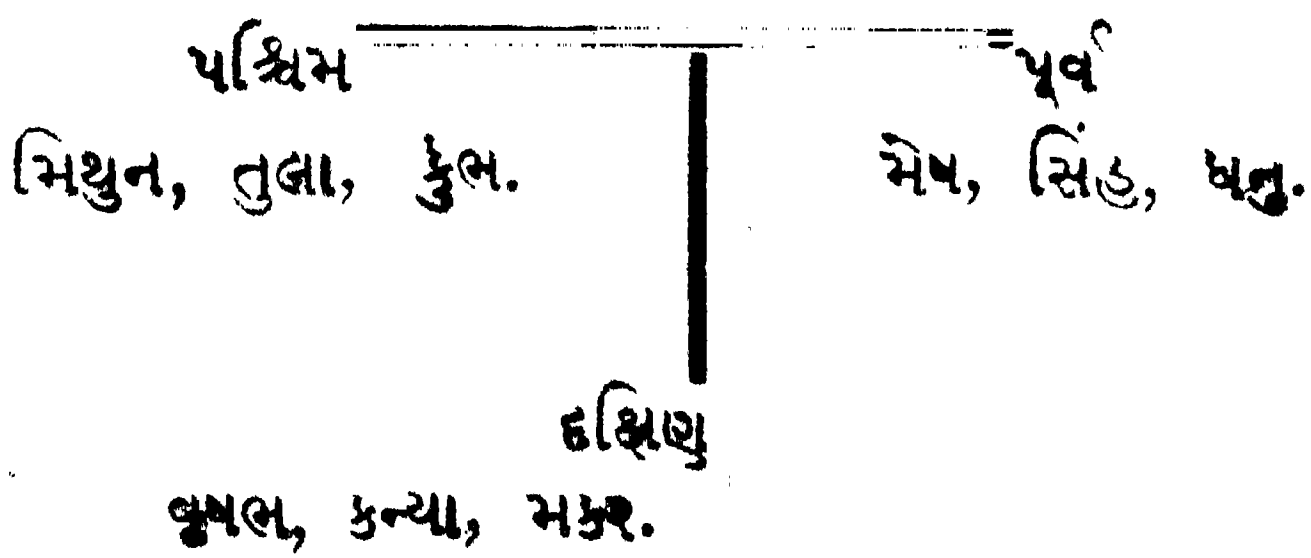 પશ્ચિમ પૂર્વ
મિથુન, તુલા, કુંભ. મેષ, સિંહ, ધનુ.
દક્ષિણ
વૃષભ, કન્યા, મકર.